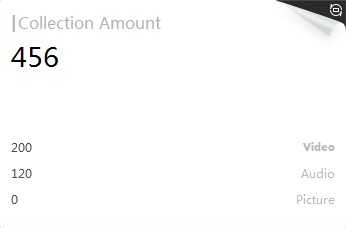 Collection Amount
456
200 Video
120 Audio
0 Picture